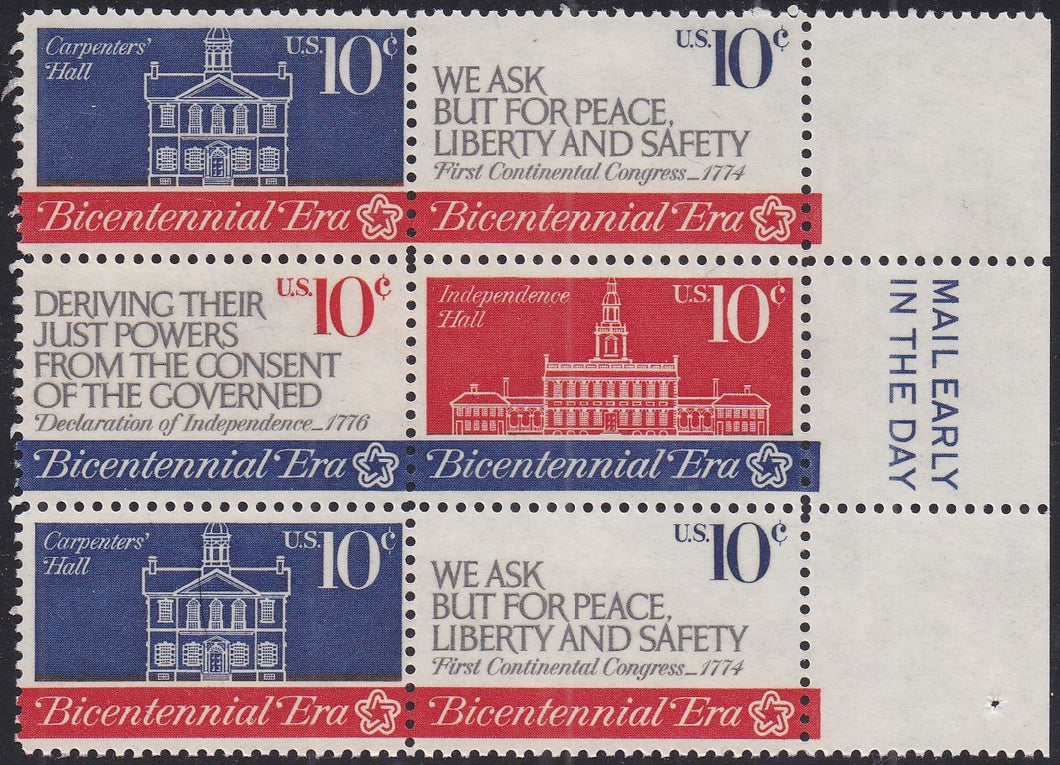 Carpenters'
Hall
U.S. 10¢
Bicentennial Era
U.S. 10¢
WE ASK
BUT FOR PEACE,
LIBERTY AND SAFETY
First Continental Congress_1774
Bicentennial Era
U.S. 10¢
DERIVING THEIR
JUST POWERS
FROM THE CONSENT
OF THE GOVERNED
Declaration of Independence_1776
Bicentennial Era
Independence
Hall
U.S. 10¢
Bicentennial Era
MAIL EARLY
IN THE DAY
Carpenters'
Hall
U.S. 10¢
Bicentennial Era
U.S. 10¢
WE ASK
BUT FOR PEACE,
LIBERTY AND SAFETY
First Continental Congress_1774
Bicentennial Era